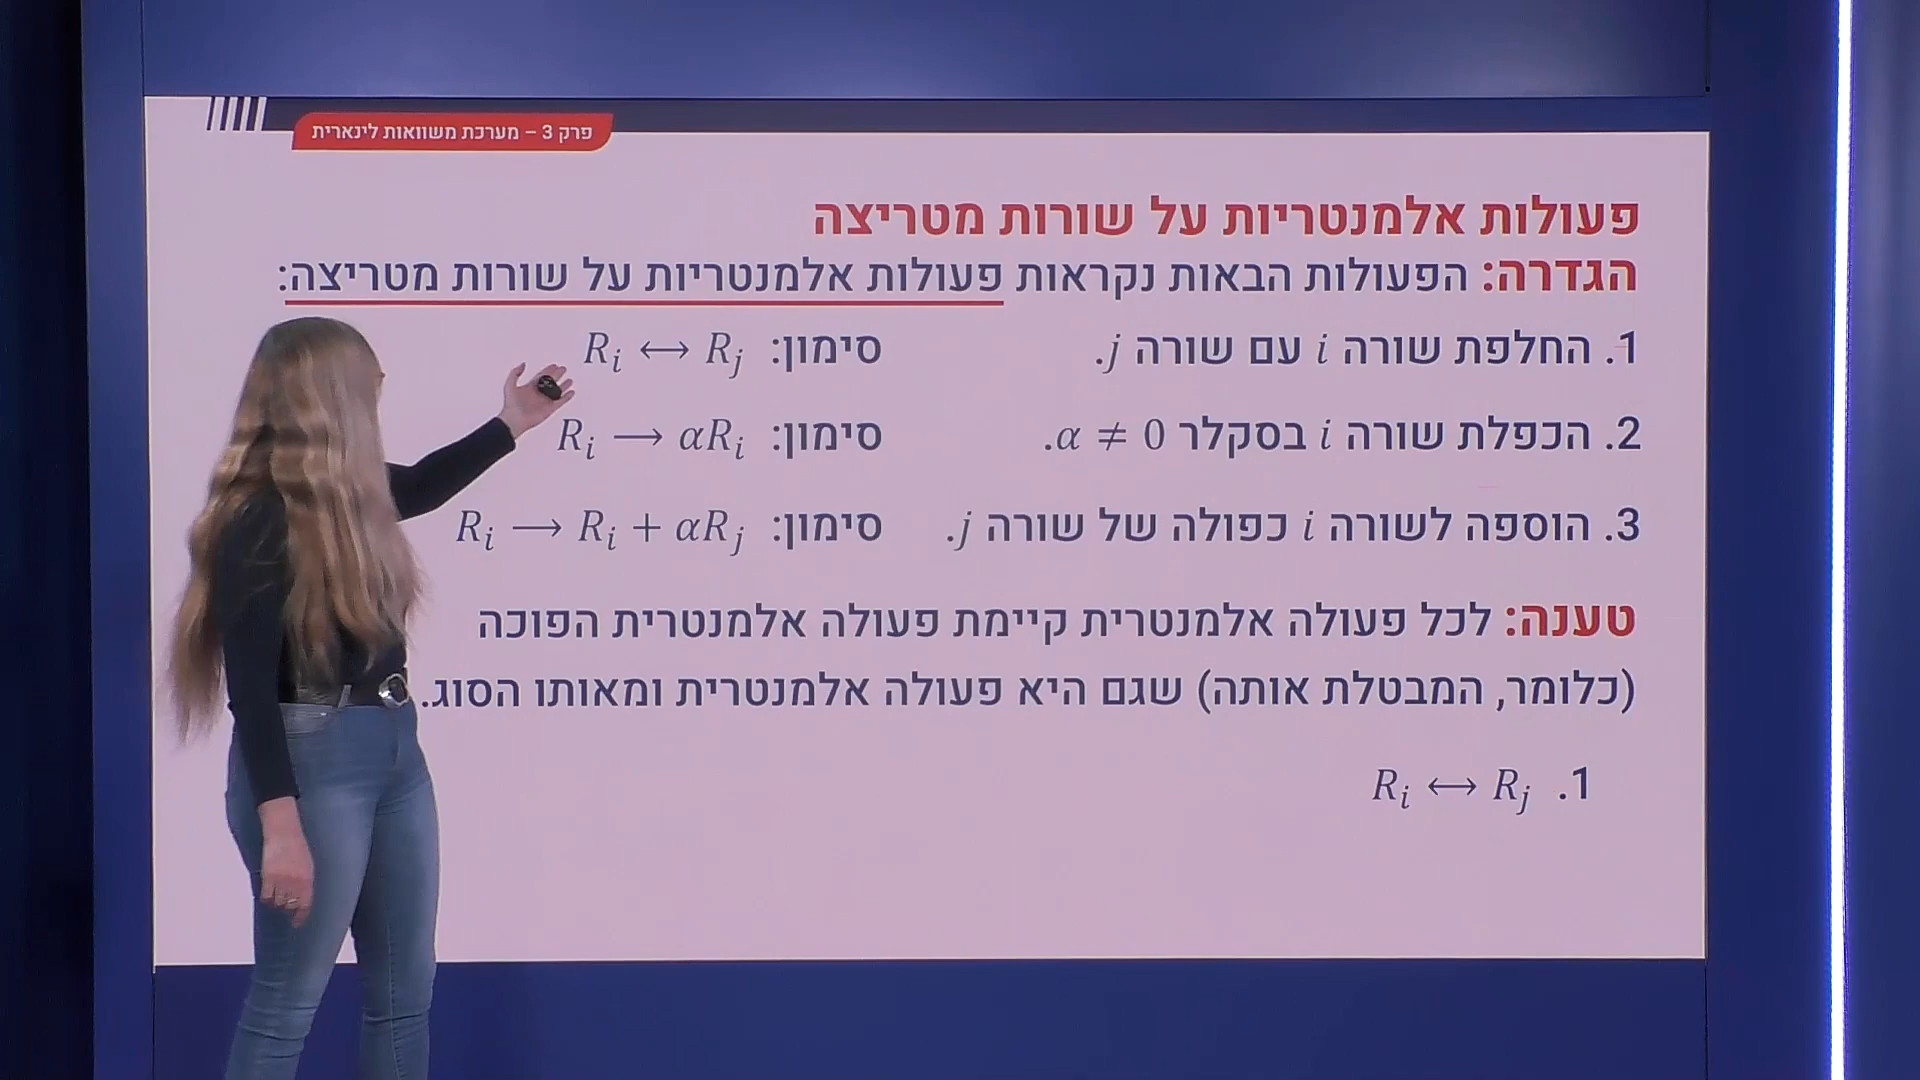 פרק 3 – מערכת משוואות לינארית
פעולות אלמנטריות על שורות מטריצה
הגדרה: הפעולות הבאות נקראות פעולות אלמנטריות על שורות מטריצה:
1. החלפת שורה i עם שורה j. סימון: R_i ↔ R_j
2. הכפלת שורה i בסקלר α ≠ 0. סימון: R_i → αR_i
3. הוספה לשורה i כפולה של שורה j. סימון: R_i → R_i + αR_j
טענה: לכל פעולה אלמנטרית קיימת פעולה אלמנטרית הפוכה
(כלומר, המבטלת אותה) שגם היא פעולה אלמנטרית ומאותו הסוג.
1. R_i ↔ R_j